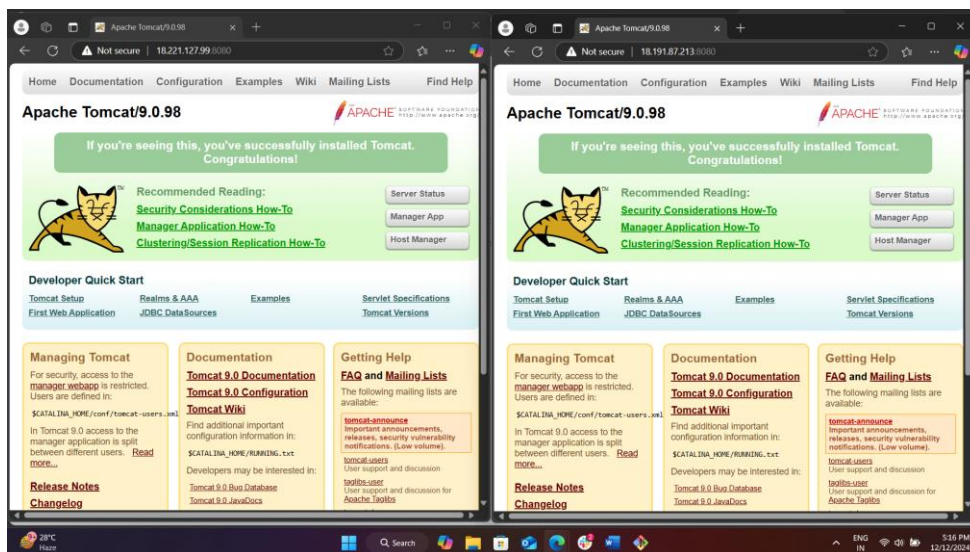 Apache Tomcat/9.0.98
Not secure | 18.221.127.99:8080
Home Documentation Configuration Examples Wiki Mailing Lists Find Help
Apache Tomcat/9.0.98
APACHE
SOFTWARE FOUNDATION
http://www.apache.org/
If you're seeing this, you've successfully installed Tomcat.
Congratulations!
TM
Recommended Reading:
Security Considerations How-To
Manager Application How-To
Clustering/Session Replication How-To
Server Status
Manager App
Host Manager
Developer Quick Start
Tomcat Setup Realms & AAA Examples Servlet Specifications
First Web Application JDBC DataSources Tomcat Versions
Managing Tomcat
For security, access to the
manager webapp is restricted.
Users are defined in:
$CATALINA_HOME/conf/tomcat-users.xml
In Tomcat 9.0 access to the
manager application is split
between different users. Read
more...
Release Notes
Changelog
Documentation
Tomcat 9.0 Documentation
Tomcat 9.0 Configuration
Tomcat Wiki
Find additional important
configuration information in:
$CATALINA_HOME/RUNNING.txt
Developers may be interested in:
Tomcat 9.0 Bug Database
Tomcat 9.0 JavaDocs
Getting Help
FAQ and Mailing Lists
The following mailing lists are
available:
tomcat-announce
Important announcements,
releases, security vulnerability
notifications. (Low volume).
tomcat-users
User support and discussion
taglibs-user
User support and discussion for
Apache Taglibs
Apache Tomcat/9.0.98
Not secure | 18.191.87.213:8080
Home Documentation Configuration Examples Wiki Mailing Lists Find Help
Apache Tomcat/9.0.98
APACHE
SOFTWARE FOUNDATION
http://www.apache.org/
If you're seeing this, you've successfully installed Tomcat.
Congratulations!
TM
Recommended Reading:
Security Considerations How-To
Manager Application How-To
Clustering/Session Replication How-To
Server Status
Manager App
Host Manager
Developer Quick Start
Tomcat Setup Realms & AAA Examples Servlet Specifications
First Web Application JDBC DataSources Tomcat Versions
Managing Tomcat
For security, access to the
manager webapp is restricted.
Users are defined in:
$CATALINA_HOME/conf/tomcat-users.xml
In Tomcat 9.0 access to the
manager application is split
between different users. Read
more...
Release Notes
Changelog
Documentation
Tomcat 9.0 Documentation
Tomcat 9.0 Configuration
Tomcat Wiki
Find additional important
configuration information in:
$CATALINA_HOME/RUNNING.txt
Developers may be interested in:
Tomcat 9.0 Bug Database
Tomcat 9.0 JavaDocs
Getting Help
FAQ and Mailing Lists
The following mailing lists are
available:
tomcat-announce
Important announcements,
releases, security vulnerability
notifications. (Low volume).
tomcat-users
User support and discussion
taglibs-user
User support and discussion for
Apache Taglibs
28°C
Haze
Search
ENG
IN
5:16 PM
12/12/2024